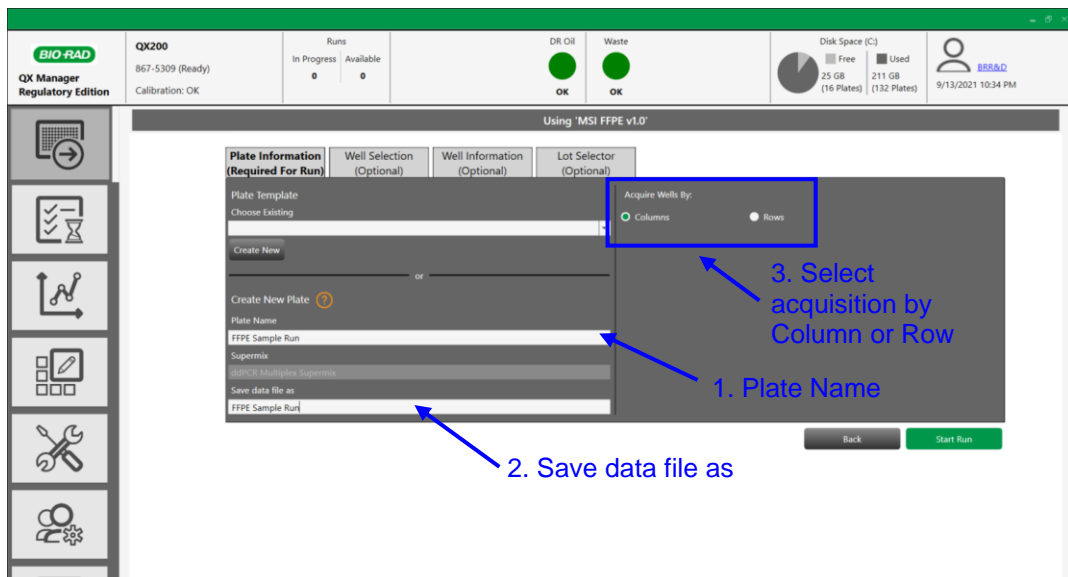 BIO-RAD
QX Manager
Regulatory Edition
QX200
867-5309 (Ready)
Calibration: OK
Runs
In Progress Available
0 0
DR Oil
OK
Waste
OK
Disk Space (C:)
Free Used
25 GB 211 GB
(16 Plates) (132 Plates)
BRR&D
9/13/2021 10:34 PM
Using 'MSI FFPE v1.0'
Plate Information
(Required For Run)
Well Selection
(Optional)
Well Information
(Optional)
Lot Selector
(Optional)
Plate Template
Choose Existing
Create New
or
Create New Plate ?
Plate Name
FFPE Sample Run
Supermix
ddPCR Multiplex Supermix
Save data file as
FFPE Sample Run
Acquire Wells By:
Columns Rows
3. Select
acquisition by
Column or Row
1. Plate Name
2. Save data file as
Back Start Run